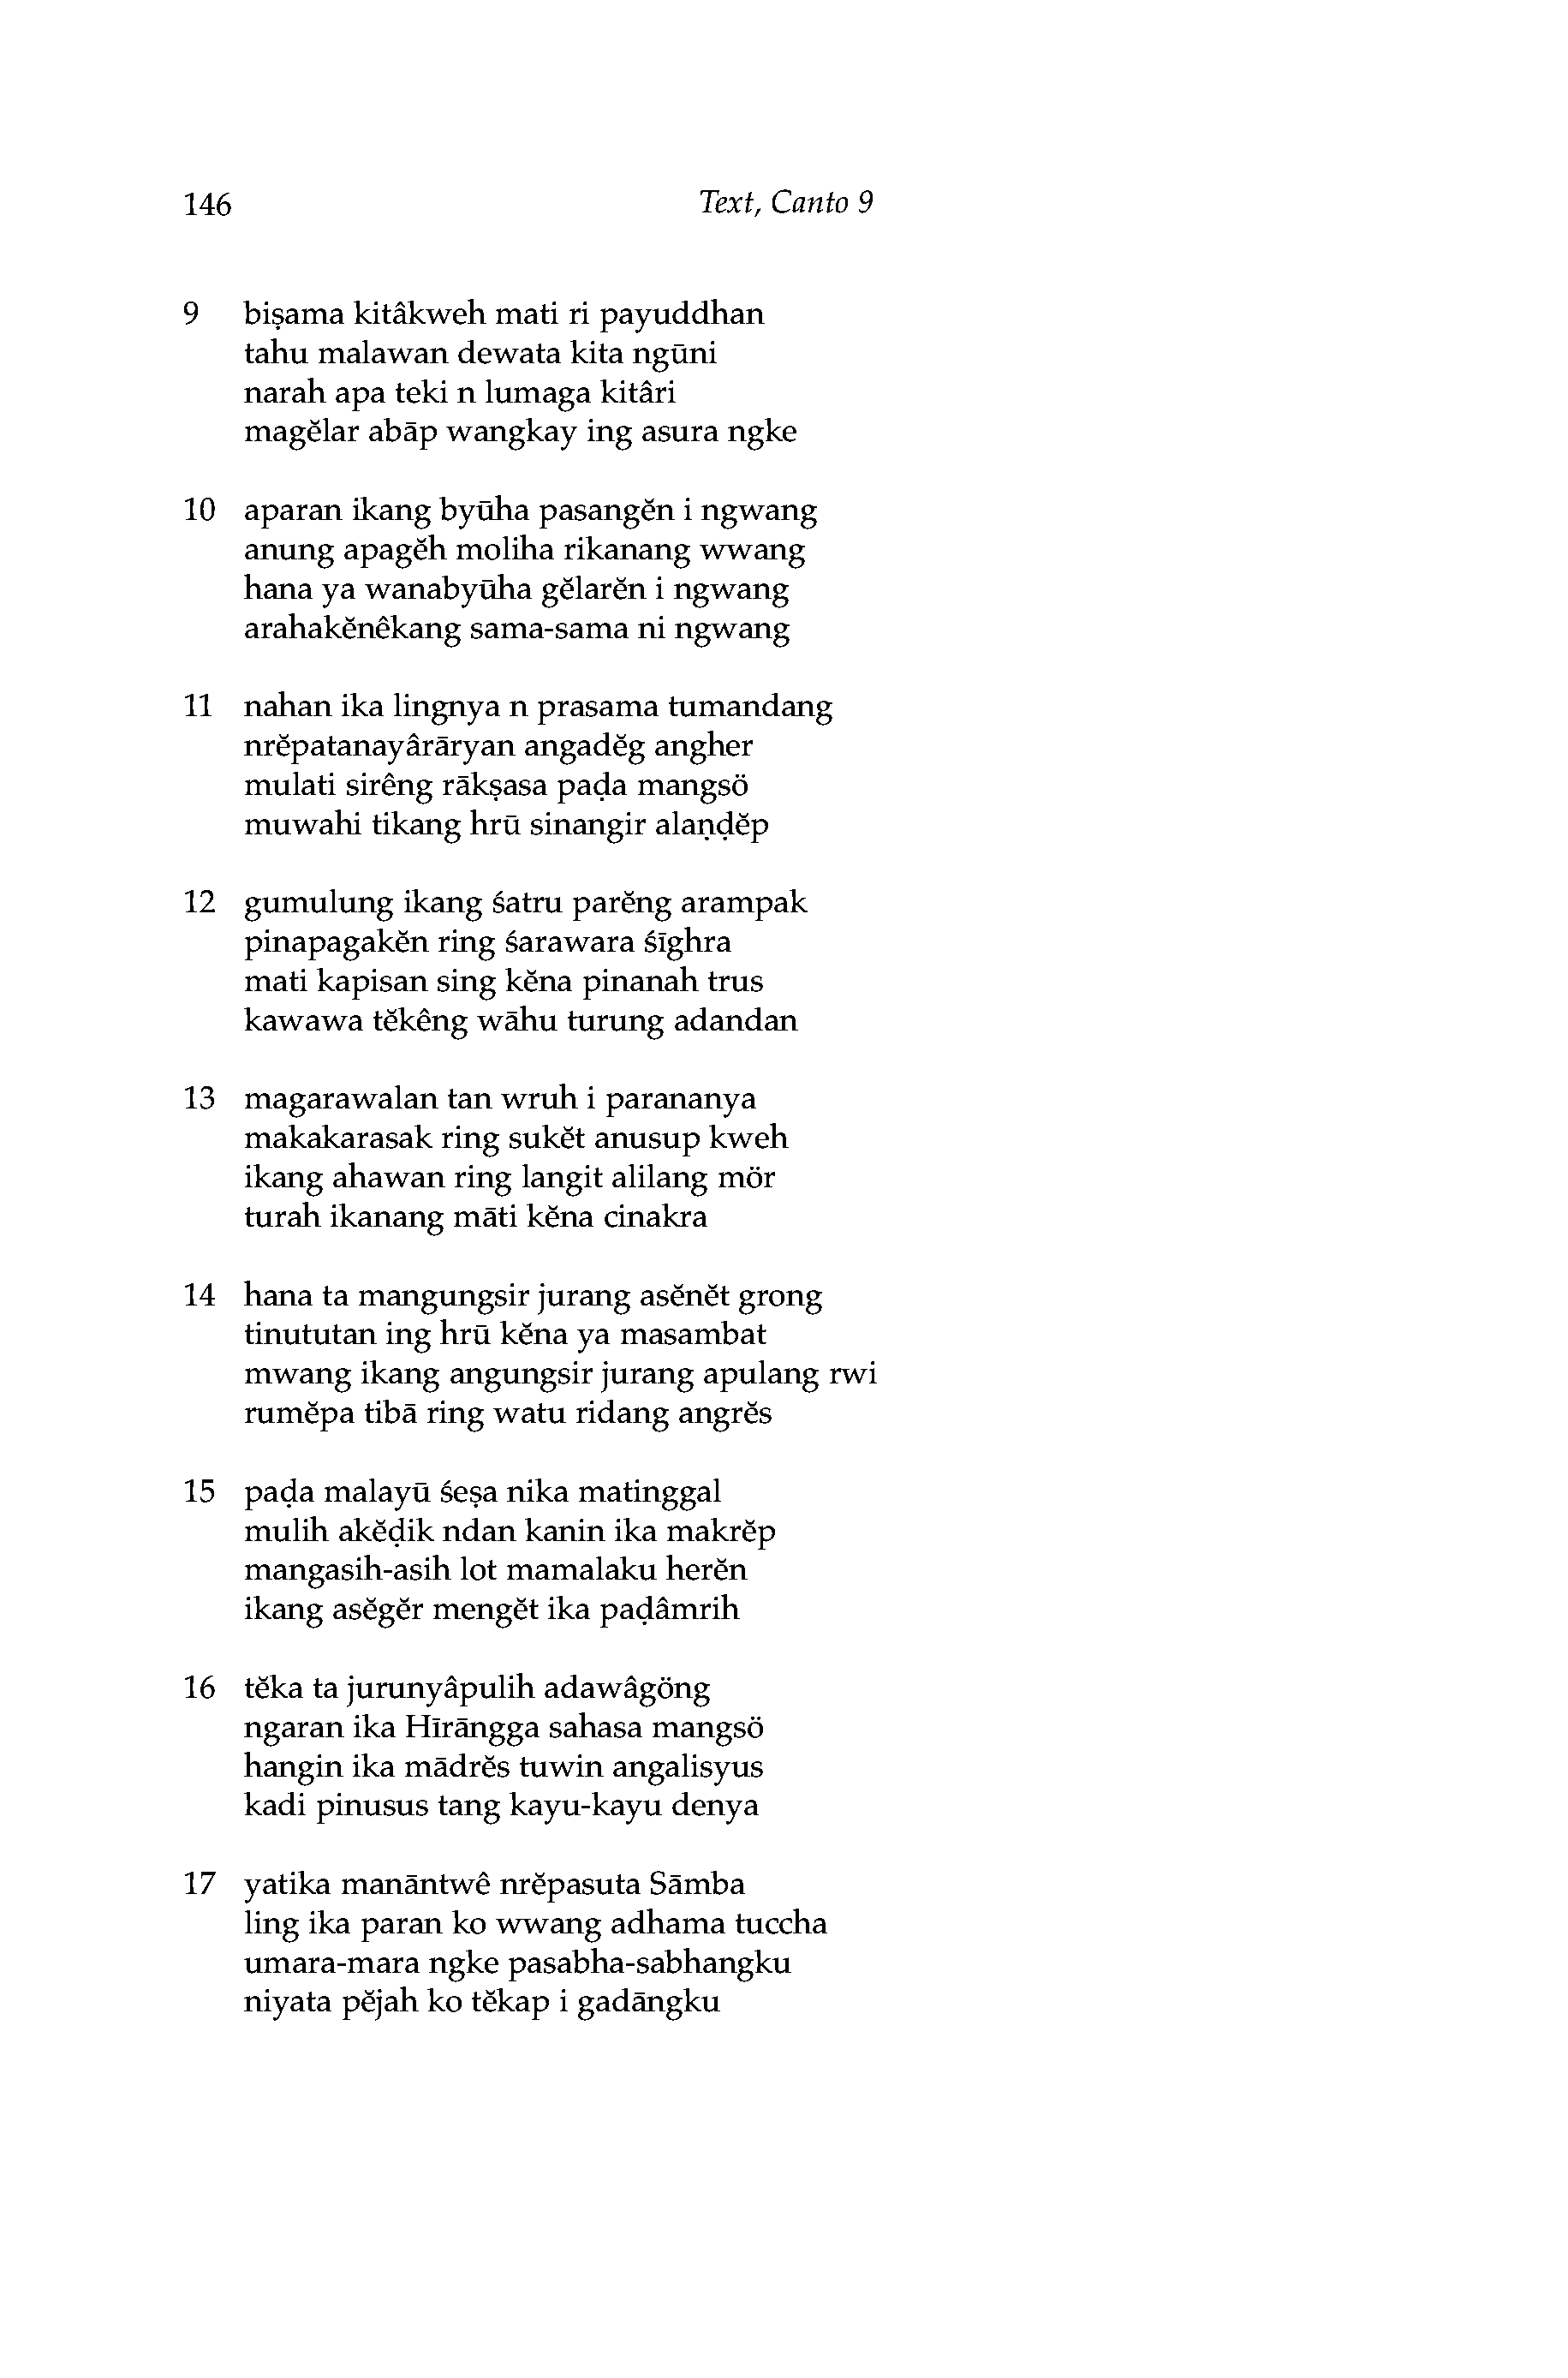 146 Text, Canto 9
9 biṣama kitâkweh mati ri payuddhan
tahu malawan dewata kita ngūni
narah apa teki n lumaga kitâri
magĕlar abāp wangkay ing asura ngke
10 aparan ikang byūha pasangĕn i ngwang
anung apagĕh moliha rikanang wwang
hana ya wanabyūha gĕlarĕn i ngwang
arahakĕnêkang sama-sama ni ngwang
11 nahan ika lingnya n prasama tumandang
nrĕpatanayârāryan angadĕg angher
mulati sirêng rākṣasa paḍa mangsö
muwahi tikang hrū sinangir alaṇḍĕp
12 gumulung ikang śatru parĕng arampak
pinapagakĕn ring śarawara śīghra
mati kapisan sing kĕna pinanah trus
kawawa tĕkêng wāhu turung adandan
13 magarawalan tan wruh i parananya
makakarasak ring sukĕt anusup kweh
ikang ahawan ring langit alilang mör
turah ikanang māti kĕna cinakra
14 hana ta mangungsir jurang asĕnĕt grong
tinututan ing hrū kĕna ya masambat
mwang ikang angungsir jurang apulang rwi
rumĕpa tibā ring watu ridang angrĕs
15 paḍa malayū śeṣa nika matinggal
mulih akĕḍik ndan kanin ika makrĕp
mangasih-asih lot mamalaku herĕn
ikang asĕgĕr mengĕt ika paḍâmrih
16 tĕka ta jurunyâpulih adawâgöng
ngaran ika Hīrāngga sahasa mangsö
hangin ika mādrĕs tuwin angalisyus
kadi pinusus tang kayu-kayu denya
17 yatika manāntwê nrĕpasuta Sāmba
ling ika paran ko wwang adhama tuccha
umara-mara ngke pasabha-sabhangku
niyata pĕjah ko tĕkap i gadāngku